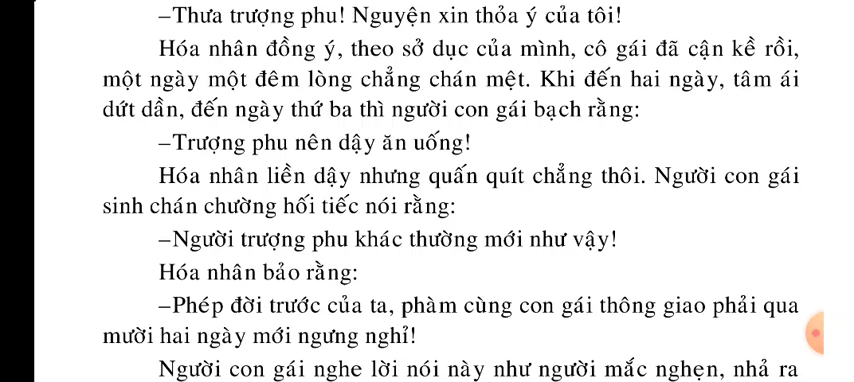 –Thưa trượng phu! Nguyện xin thỏa ý của tôi!
Hóa nhân đồng ý, theo sở dục của mình, cô gái đã cận kề rồi,
một ngày một đêm lòng chẳng chán mệt. Khi đến hai ngày, tâm ái
dứt dần, đến ngày thứ ba thì người con gái bạch rằng:
–Trượng phu nên dậy ăn uống!
Hóa nhân liền dậy nhưng quấn quít chẳng thôi. Người con gái
sinh chán chường hối tiếc nói rằng:
–Người trượng phu khác thường mới như vậy!
Hóa nhân bảo rằng:
–Phép đời trước của ta, phàm cùng con gái thông giao phải qua
mười hai ngày mới ngưng nghỉ!
Người con gái nghe lời nói này như người mắc nghẹn, nhả ra